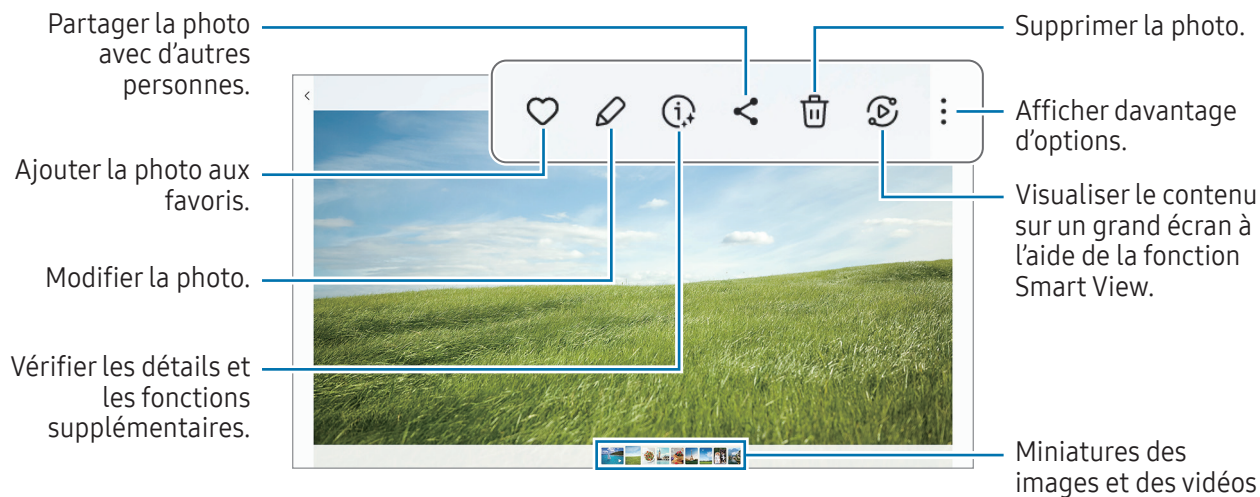 Partager la photo
avec d'autres
personnes.
Ajouter la photo aux
favoris.
Modifier la photo.
Vérifier les détails et
les fonctions
supplémentaires.
Supprimer la photo.
Afficher davantage
d'options.
Visualiser le contenu
sur un grand écran à
l'aide de la fonction
Smart View.
Miniatures des
images et des vidéos